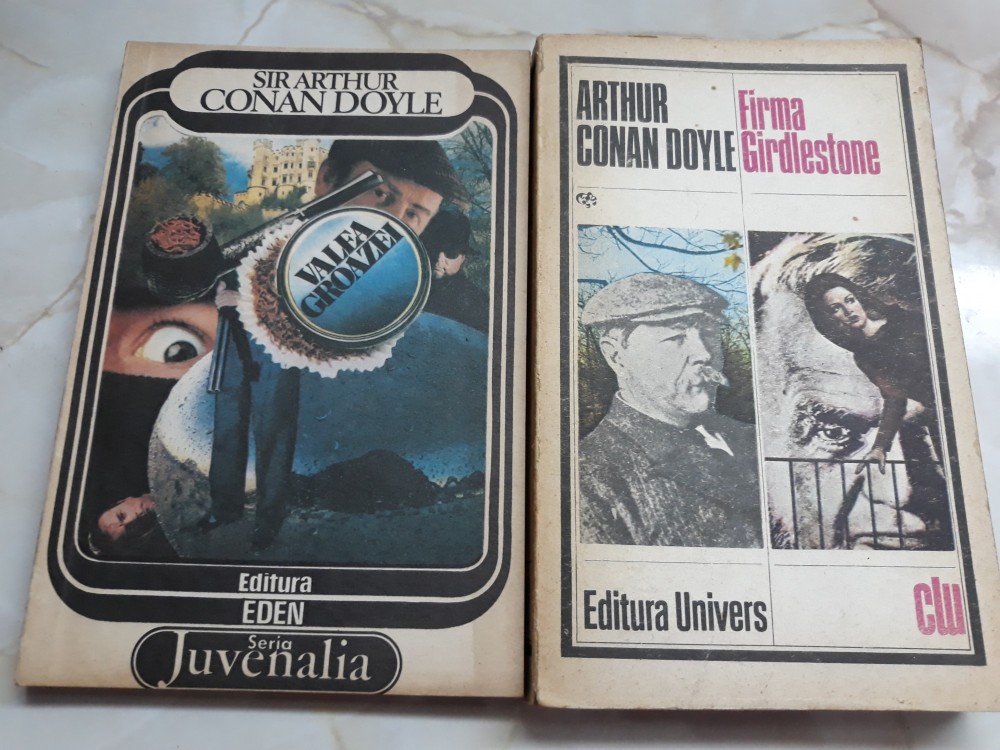 SIR ARTHUR
CONAN DOYLE
VALEA
GROAZEI
Editura
EDEN
Seria
Juvenalia
ARTHUR
CONAN DOYLE
Firma
Girdlestone
Editura Univers
clu